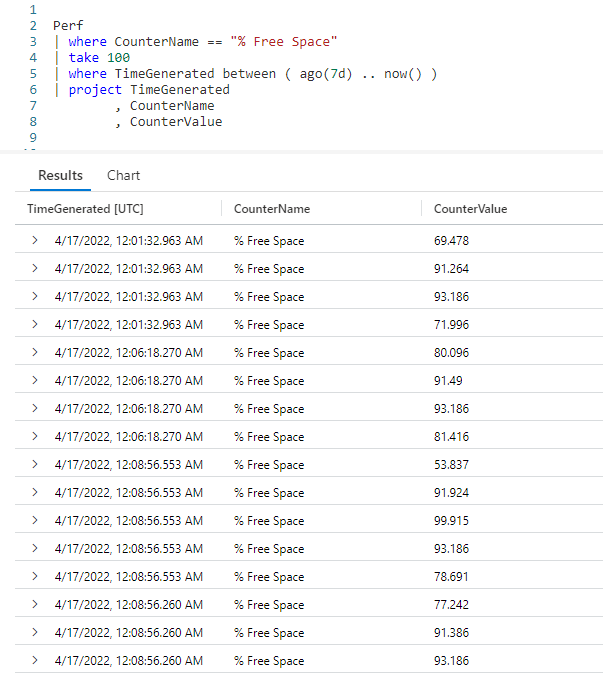 1
2 Perf
3 | where CounterName == "% Free Space"
4 | take 100
5 | where TimeGenerated between ( ago(7d) .. now() )
6 | project TimeGenerated
7 , CounterName
8 , CounterValue
9
Results Chart
TimeGenerated [UTC] CounterName CounterValue
> 4/17/2022, 12:01:32.963 AM % Free Space 69.478
> 4/17/2022, 12:01:32.963 AM % Free Space 91.264
> 4/17/2022, 12:01:32.963 AM % Free Space 93.186
> 4/17/2022, 12:01:32.963 AM % Free Space 71.996
> 4/17/2022, 12:06:18.270 AM % Free Space 80.096
> 4/17/2022, 12:06:18.270 AM % Free Space 91.49
> 4/17/2022, 12:06:18.270 AM % Free Space 93.186
> 4/17/2022, 12:06:18.270 AM % Free Space 81.416
> 4/17/2022, 12:08:56.553 AM % Free Space 53.837
> 4/17/2022, 12:08:56.553 AM % Free Space 91.924
> 4/17/2022, 12:08:56.553 AM % Free Space 99.915
> 4/17/2022, 12:08:56.553 AM % Free Space 93.186
> 4/17/2022, 12:08:56.553 AM % Free Space 78.691
> 4/17/2022, 12:08:56.260 AM % Free Space 77.242
> 4/17/2022, 12:08:56.260 AM % Free Space 91.386
> 4/17/2022, 12:08:56.260 AM % Free Space 93.186